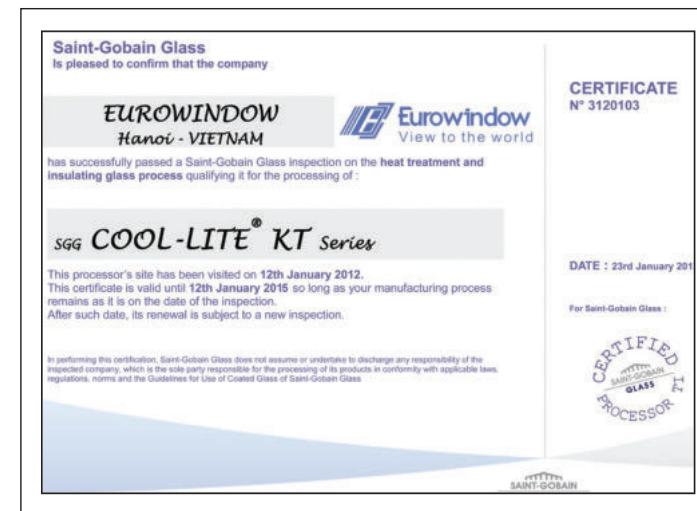 Saint-Gobain Glass
Is pleased to confirm that the company
EUROWINDOW
Hanoi - VIETNAM
Eurowindow
View to the world
has successfully passed a Saint-Gobain Glass inspection on the heat treatment and
insulating glass process qualifying it for the processing of :
SGG COOL-LITE® KT Series
This processor's site has been visited on 12th January 2012.
This certificate is valid until 12th January 2015 so long as your manufacturing process
remains as it is on the date of the inspection.
After such date, its renewal is subject to a new inspection.
In performing this certification, Saint-Gobain Glass does not assume or undertake to discharge any responsibility of the
inspected company, which is the sole party responsible for the processing of its products in conformity with applicable laws,
regulations, norms and the Guidelines for Use of Coated Glass of Saint-Gobain Glass
CERTIFICATE
N° 3120103
DATE : 23rd January 201
For Saint-Gobain Glass :
CERTIFIED
SAINT-GOBAIN
GLASS
PROCESSOR
SAINT-GOBAIN